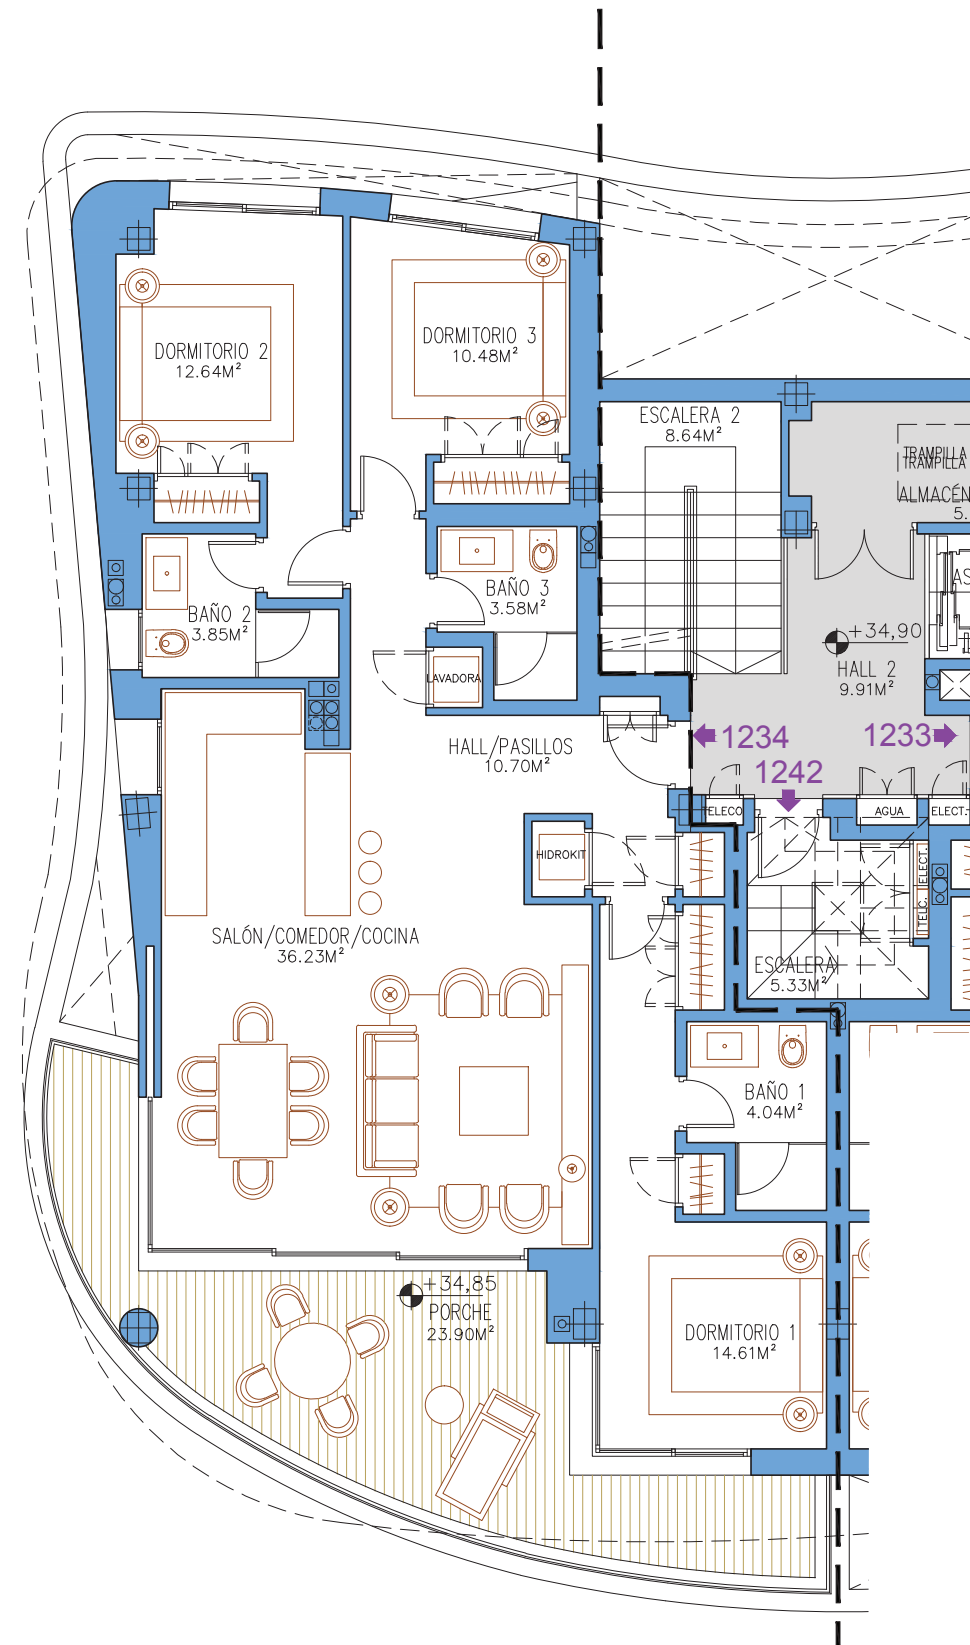 DORMITORIO 2
12.64M²
DORMITORIO 3
10.48M²
ESCALERA 2
8.64M²
TRAMPILLA
TRAMPILLA
ALMACÉN
5.
AS
BAÑO 2
3.85M²
BAÑO 3
3.58M²
LAVADORA
+34,90
HALL 2
9.91M²
HALL/PASILLOS
10.70M²
1234
1233
1242
TELECO
AGUA
ELECT.
HIDROKIT
ELECT.
TELC.
SALÓN/COMEDOR/COCINA
36.23M²
ESCALERA
5.33M²
BAÑO 1
4.04M²
+34,85
PORCHE
23.90M²
DORMITORIO 1
14.61M²